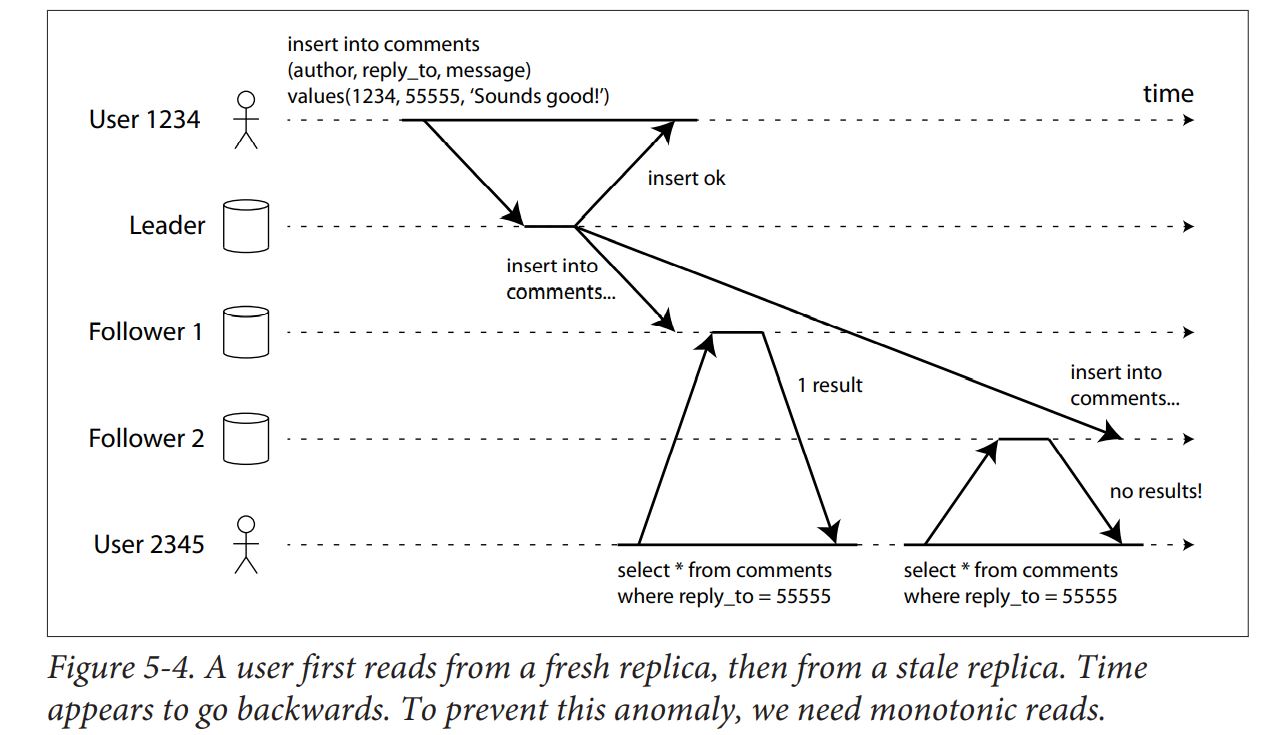 insert into comments
(author, reply_to, message)
values(1234, 55555, ‘Sounds good!’)
time
User 1234
insert ok
Leader
insert into
comments...
Follower 1
1 result
insert into
comments...
Follower 2
no results!
User 2345
select * from comments
where reply_to = 55555
select * from comments
where reply_to = 55555
Figure 5-4. A user first reads from a fresh replica, then from a stale replica. Time
appears to go backwards. To prevent this anomaly, we need monotonic reads.